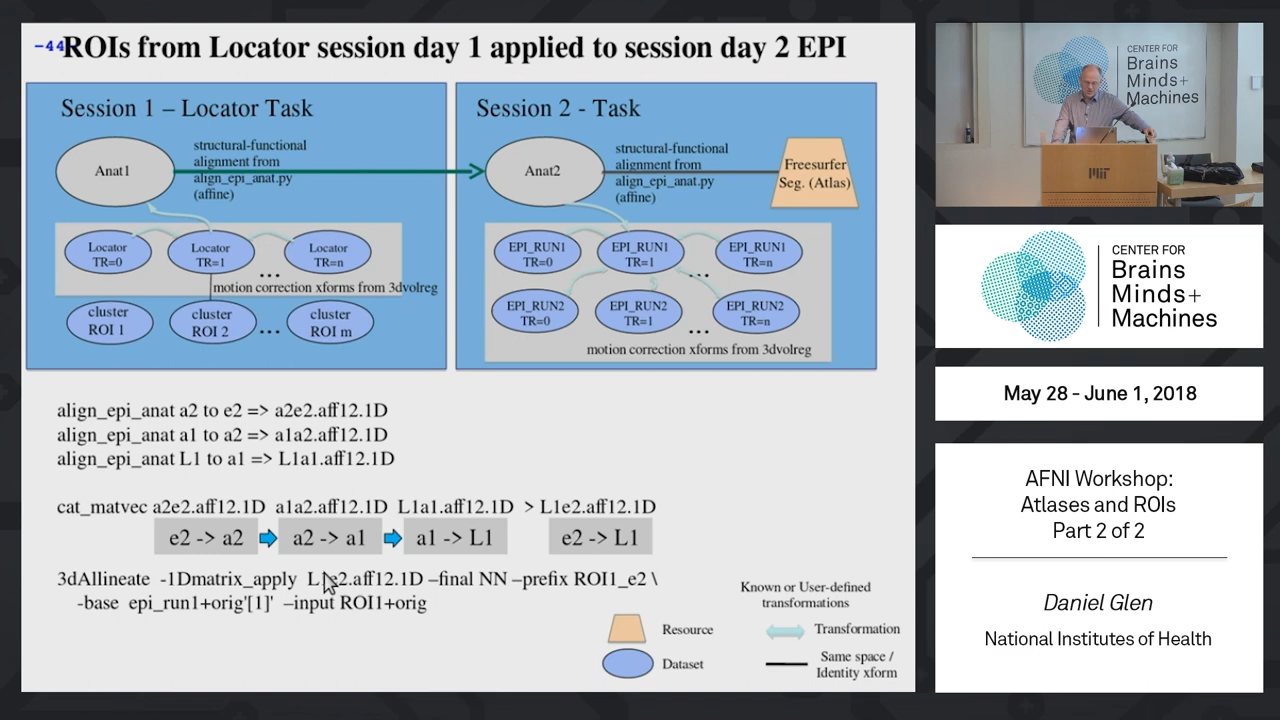 -44
ROIs from Locator session day 1 applied to session day 2 EPI
Session 1 – Locator Task
Anat1
structural-functional
alignment from
align_epi_anat.py
(affine)
Locator
TR=0
Locator
TR=1
Locator
TR=n
...
motion correction xforms from 3dvolreg
cluster
ROI 1
cluster
ROI 2
...
cluster
ROI m
Session 2 - Task
Anat2
structural-functional
alignment from
align_epi_anat.py
(affine)
Freesurfer
Seg. (Atlas)
EPI_RUN1
TR=0
EPI_RUN1
TR=1
EPI_RUN1
TR=n
...
EPI_RUN2
TR=0
EPI_RUN2
TR=1
EPI_RUN2
TR=n
...
motion correction xforms from 3dvolreg
align_epi_anat a2 to e2 => a2e2.aff12.1D
align_epi_anat a1 to a2 => a1a2.aff12.1D
align_epi_anat L1 to a1 => L1a1.aff12.1D
cat_matvec a2e2.aff12.1D a1a2.aff12.1D L1a1.aff12.1D > L1e2.aff12.1D
e2 -> a2
a2 -> a1
a1 -> L1
e2 -> L1
3dAllineate -1Dmatrix_apply L1e2.aff12.1D –final NN –prefix ROI1_e2 \
-base epi_run1+orig'[1]' –input ROI1+orig
Known or User-defined
transformations
Resource
Transformation
Dataset
Same space /
Identity xform
CENTER FOR
Brains
Minds+
Machines
MIT
CENTER FOR
Brains
Minds+
Machines
May 28 - June 1, 2018
AFNI Workshop:
Atlases and ROIs
Part 2 of 2
Daniel Glen
National Institutes of Health